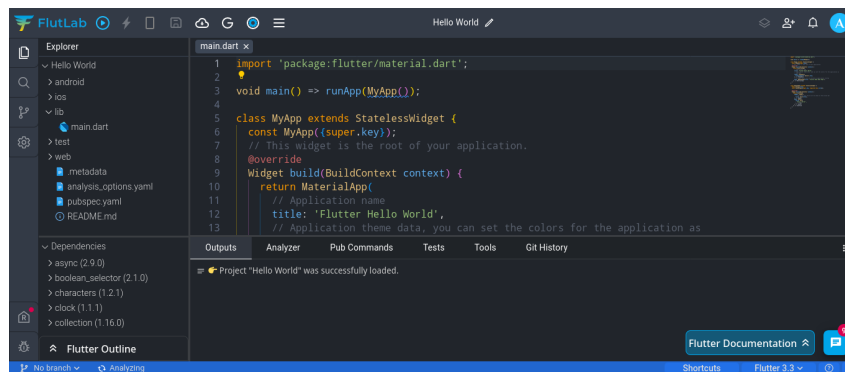 FlutLab
Hello World
A
Explorer
Hello World
android
ios
lib
main.dart
test
web
.metadata
analysis_options.yaml
pubspec.yaml
README.md
Dependencies
async (2.9.0)
boolean_selector (2.1.0)
characters (1.2.1)
clock (1.1.1)
collection (1.16.0)
Flutter Outline
main.dart ×
1 import 'package:flutter/material.dart';
2
3 void main() => runApp(MyApp());
4
5 class MyApp extends StatelessWidget {
6 const MyApp({super.key});
7 // This widget is the root of your application.
8 @override
9 Widget build(BuildContext context) {
10 return MaterialApp(
11 // Application name
12 title: 'Flutter Hello World',
13 // Application theme data, you can set the colors for the application as
Outputs Analyzer Pub Commands Tests Tools Git History
Project "Hello World" was successfully loaded.
Flutter Documentation
R
No branch Analyzing
Shortcuts Flutter 3.3